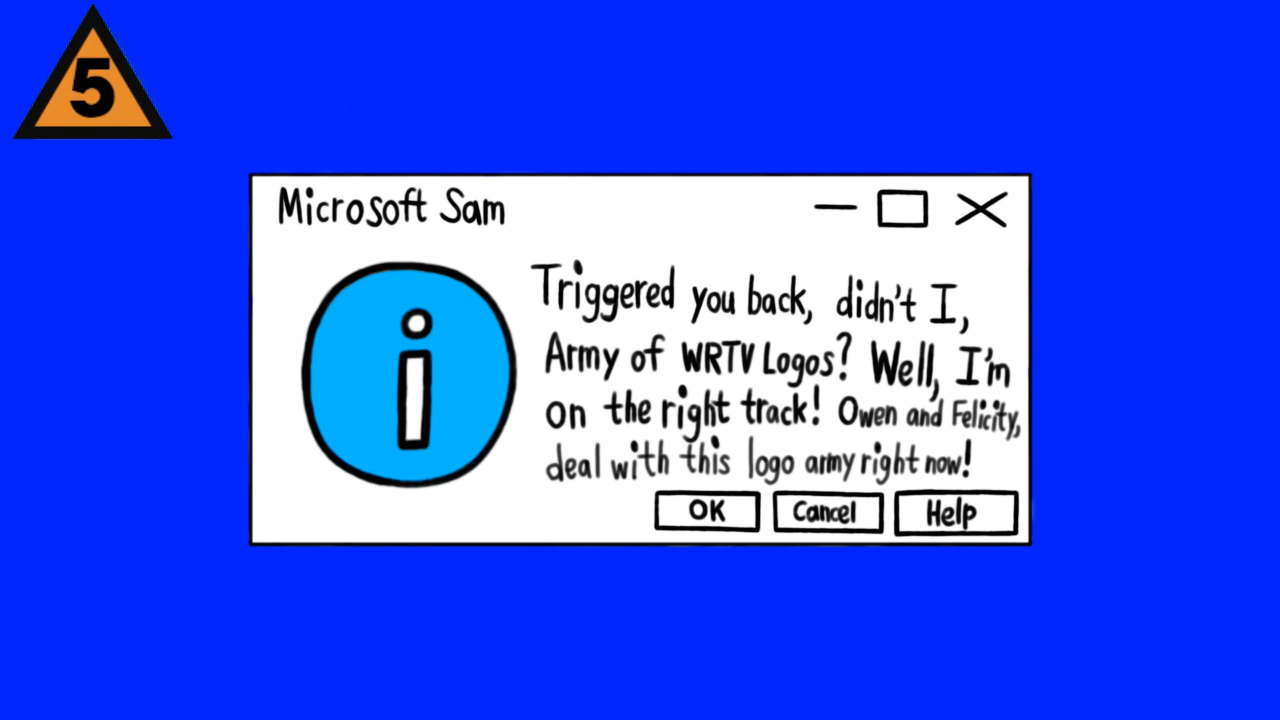 5
Microsoft Sam
Triggered you back, didn't I,
Army of WRTV Logos? Well, I'm
on the right track! Owen and Felicity,
deal with this logo army right now!
OK Cancel Help